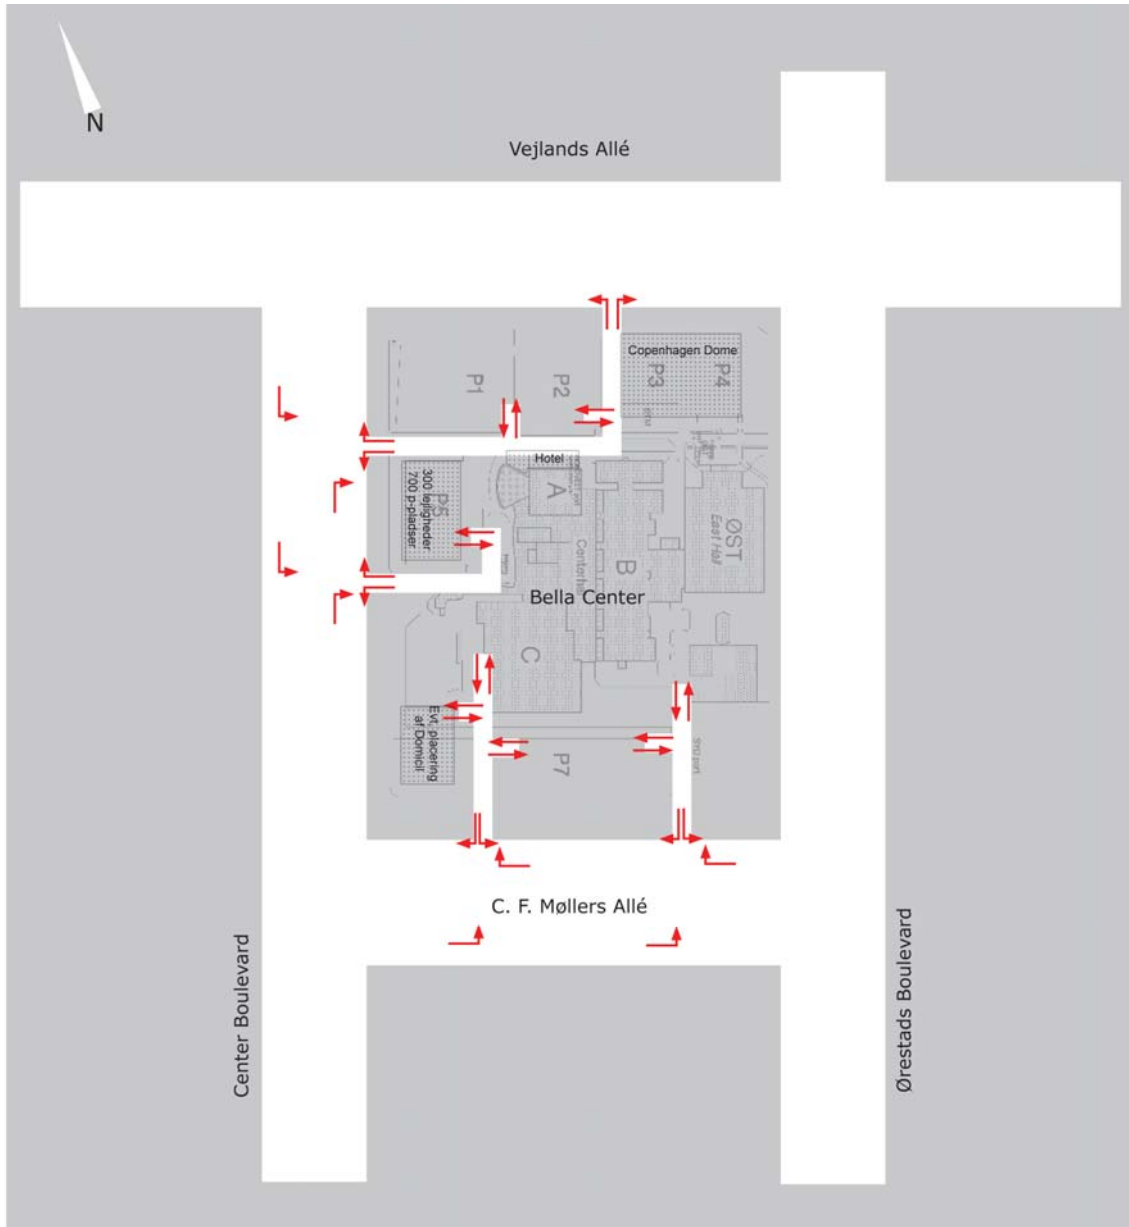 N
Vejlands Allé
Copenhagen Dome
P1
P2
P3
P4
Hotel
300 lejligheder
700 p-pladser
P5
A
B
ØST
East Hall
Bella Center
C
Evt. placering
af Domicil
P7
C. F. Møllers Allé
Center Boulevard
Ørestads Boulevard